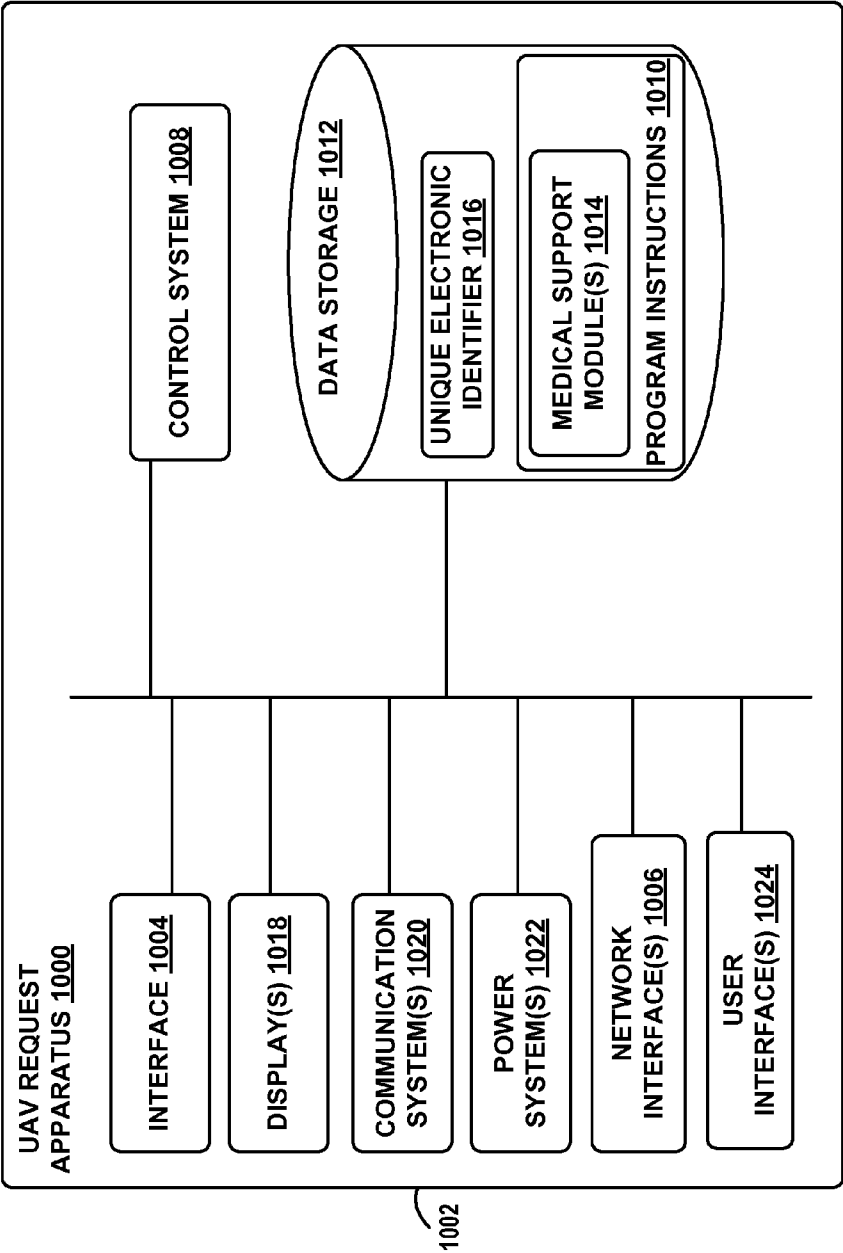 UAV REQUEST
APPARATUS 1000
INTERFACE 1004
DISPLAY(S) 1018
COMMUNICATION
SYSTEM(S) 1020
POWER
SYSTEM(S) 1022
NETWORK
INTERFACE(S) 1006
USER
INTERFACE(S) 1024
CONTROL SYSTEM 1008
DATA STORAGE 1012
UNIQUE ELECTRONIC
IDENTIFIER 1016
MEDICAL SUPPORT
MODULE(S) 1014
PROGRAM INSTRUCTIONS 1010
1002